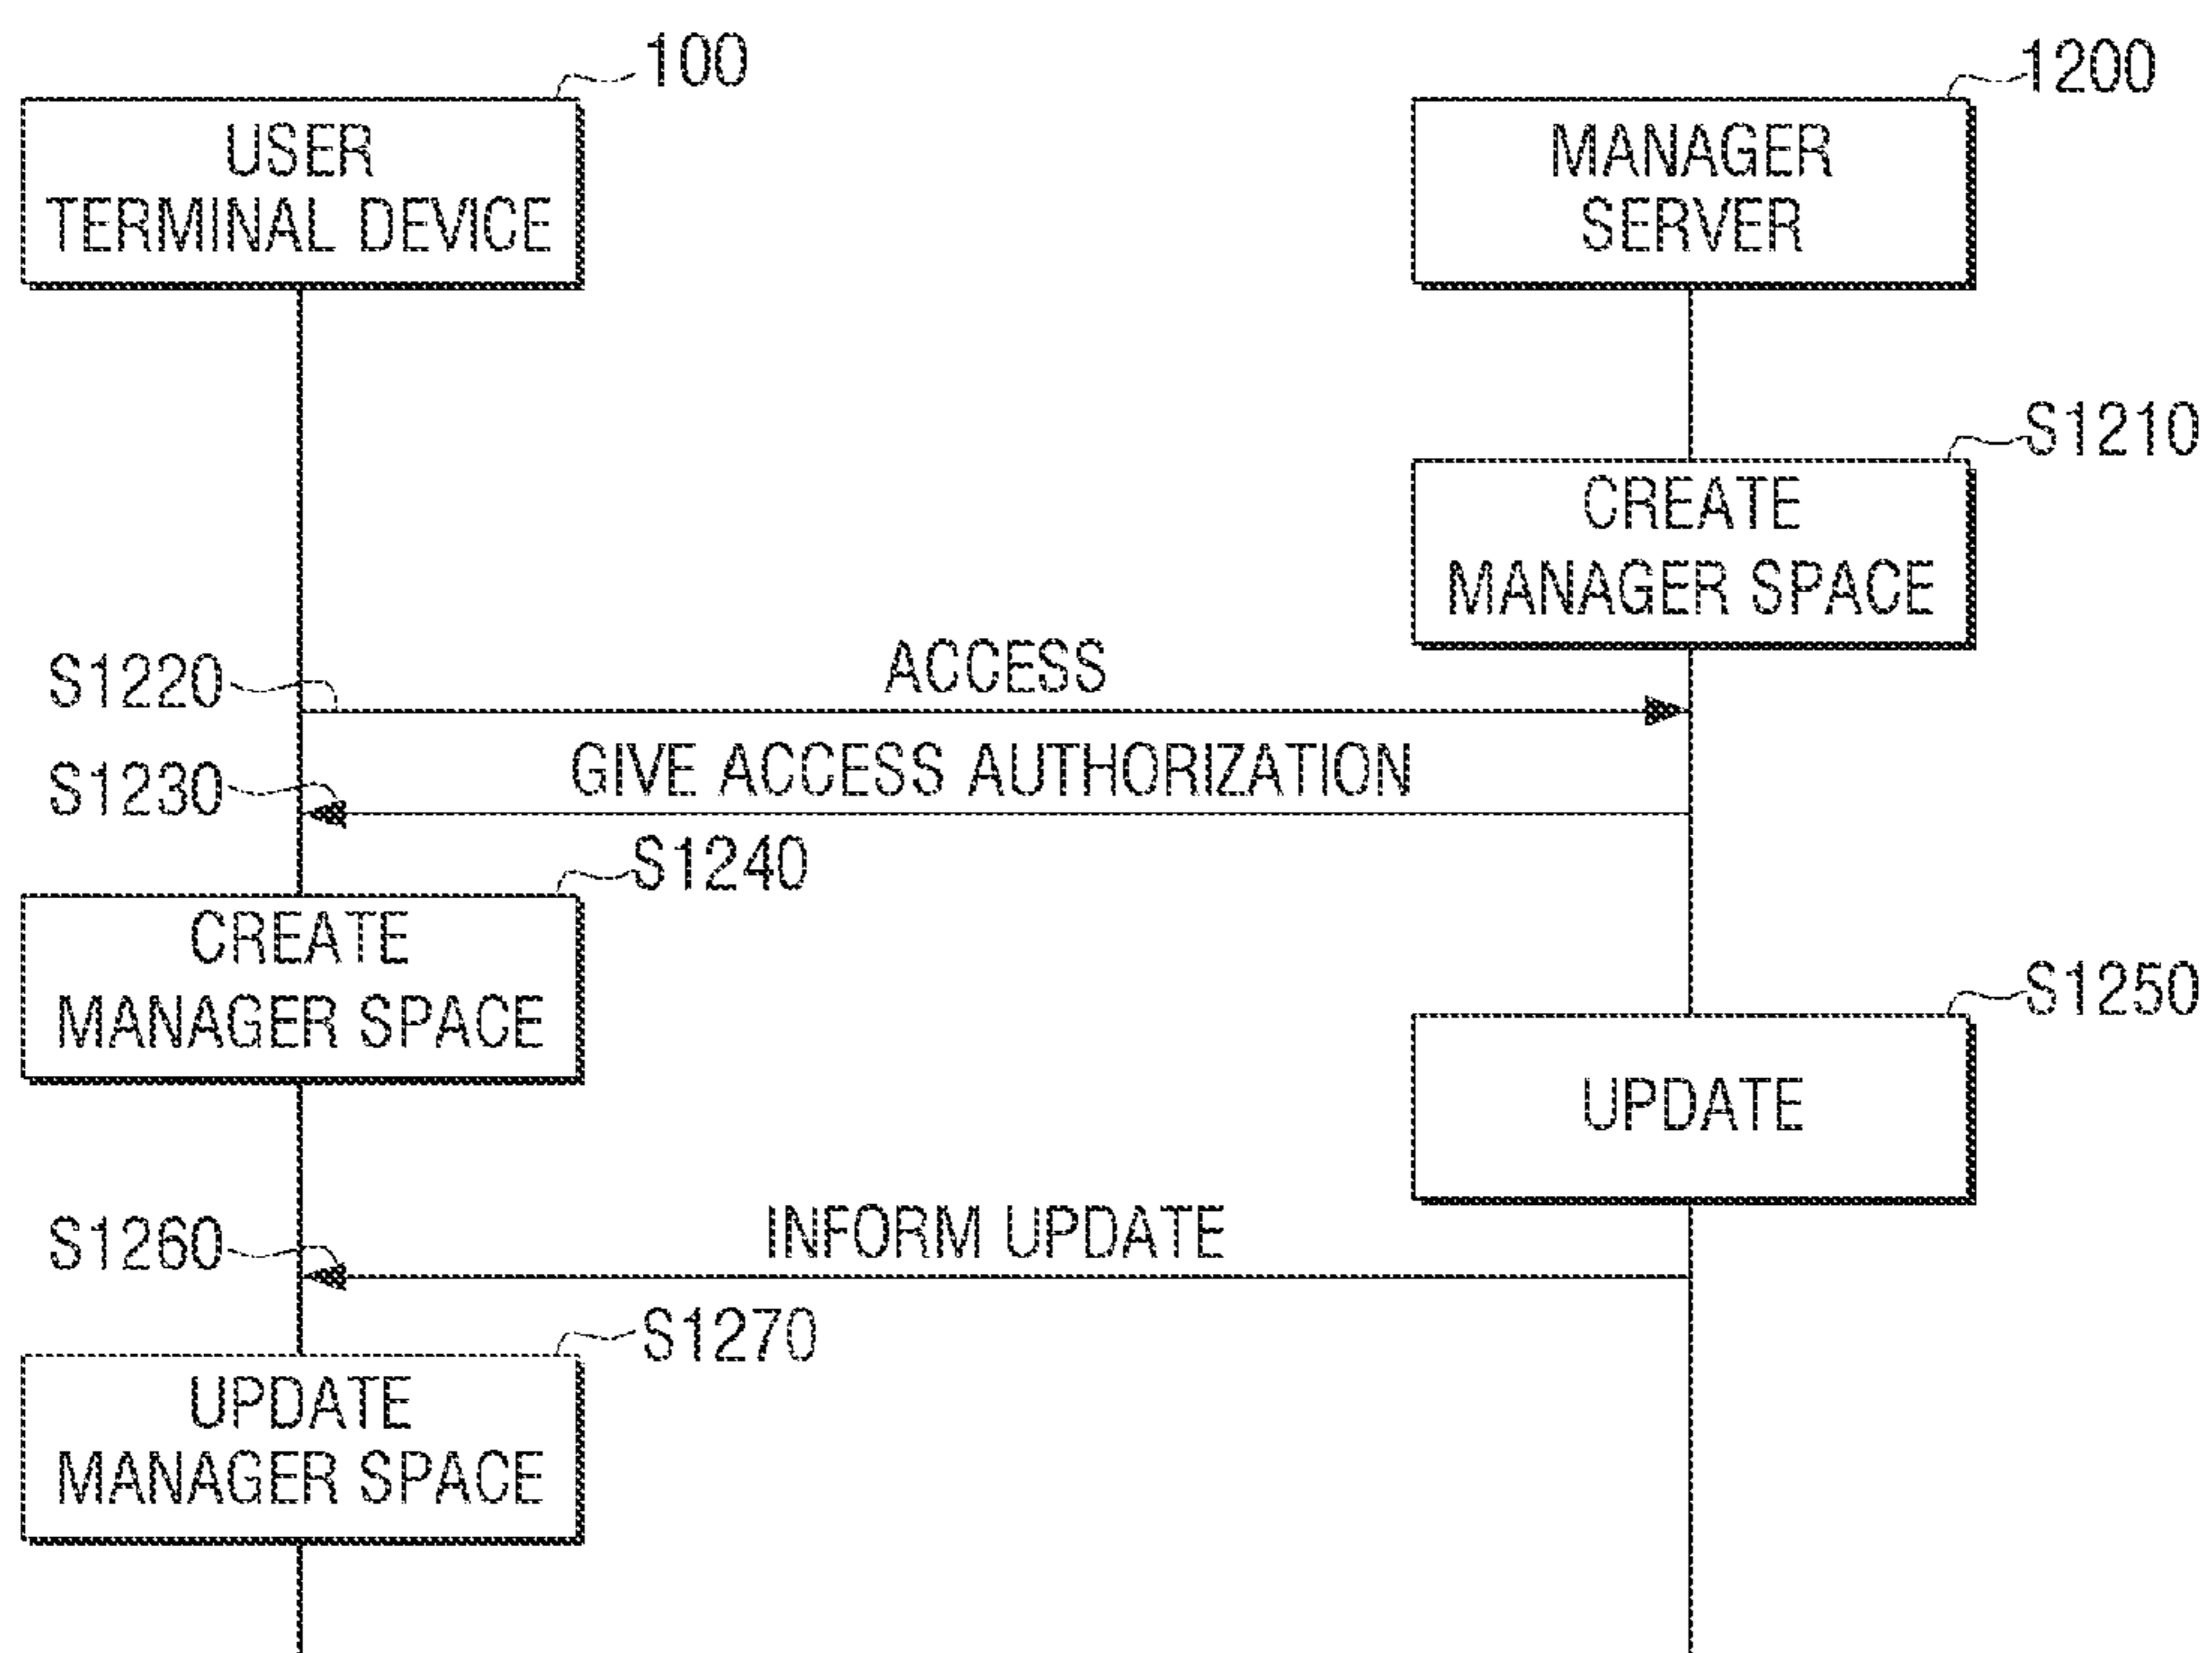 100
USER
TERMINAL DEVICE
1200
MANAGER
SERVER
S1210
CREATE
MANAGER SPACE
S1220
ACCESS
S1230
GIVE ACCESS AUTHORIZATION
S1240
CREATE
MANAGER SPACE
S1250
UPDATE
S1260
INFORM UPDATE
S1270
UPDATE
MANAGER SPACE